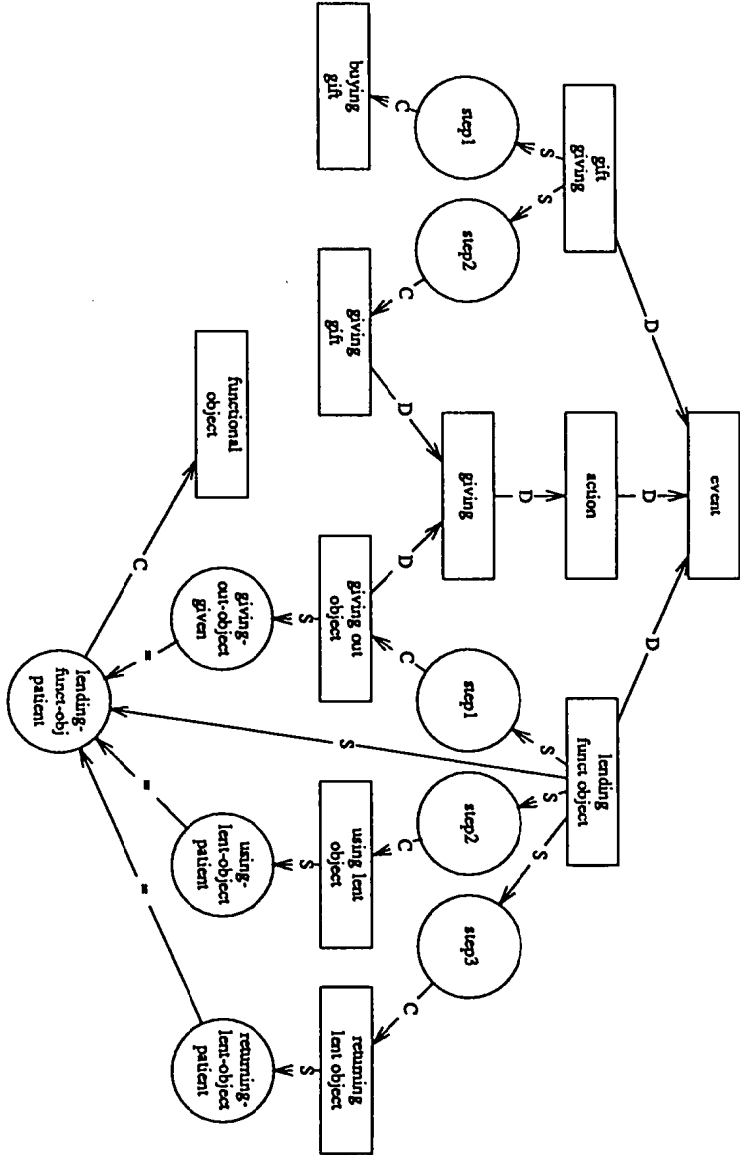 event
D
D
D
gift
giving
action
lending
funct object
S
S
D
S
S
S
step1
step2
giving
step1
step2
step3
C
C
D
D
C
C
C
buying
gift
giving
gift
giving out
object
using lent
object
returning
lent object
S
S
S
S
functional
object
giving-
out-object
given
using-
lent-object
patient
returning-
lent-object
patient
C
=
=
=
lending-
funct-obj
patient